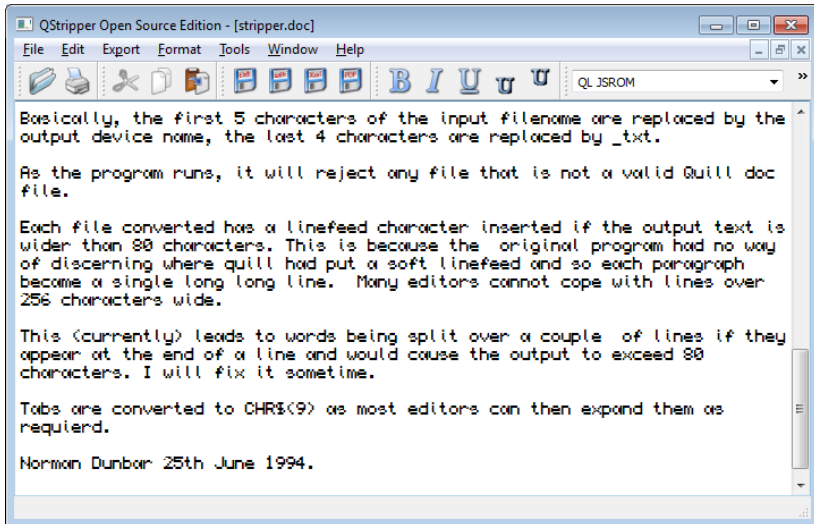 QStripper Open Source Edition - [stripper.doc]
File Edit Export Format Tools Window Help
B I U U U QL JSROM »
Basically, the first 5 characters of the input filename are replaced by the
output device name, the last 4 characters are replaced by _txt.
As the program runs, it will reject any file that is not a valid Quill doc
file.
Each file converted has a linefeed character inserted if the output text is
wider than 80 characters. This is because the  original program had no way
of discerning where quill had put a soft linefeed and so each paragraph
became a single long long line.  Many editors cannot cope with lines over
256 characters wide.
This (currently) leads to words being split over a couple  of lines if they
appear at the end of a line and would cause the output to exceed 80
characters. I will fix it sometime.
Tabs are converted to CHR$(9) as most editors can then expand them as
requierd.
Norman Dunbar 25th June 1994.